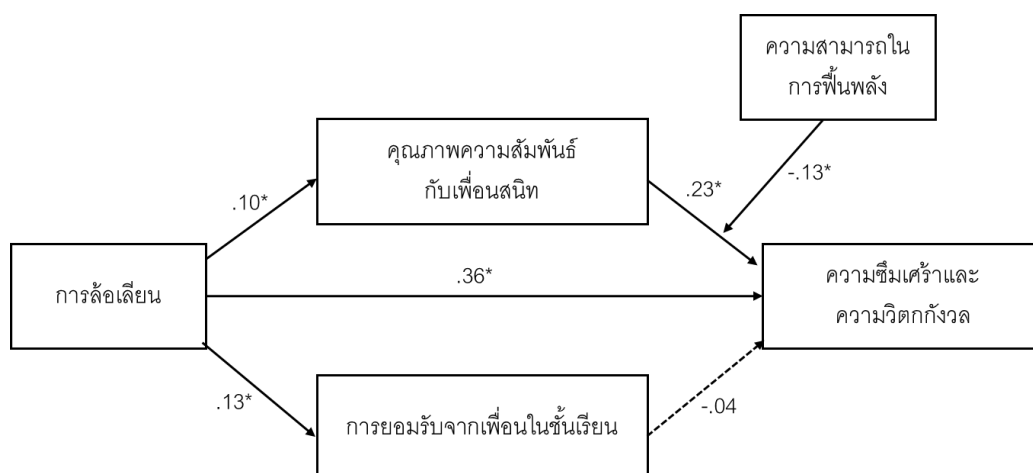 ความสามารถใน
การฟื้นพลัง
คุณภาพความสัมพันธ์
กับเพื่อนสนิท
-.13*
.23*
.10*
การล้อเลียน
.36*
ความซึมเศร้าและ
ความวิตกกังวล
.13*
การยอมรับจากเพื่อนในชั้นเรียน
-.04